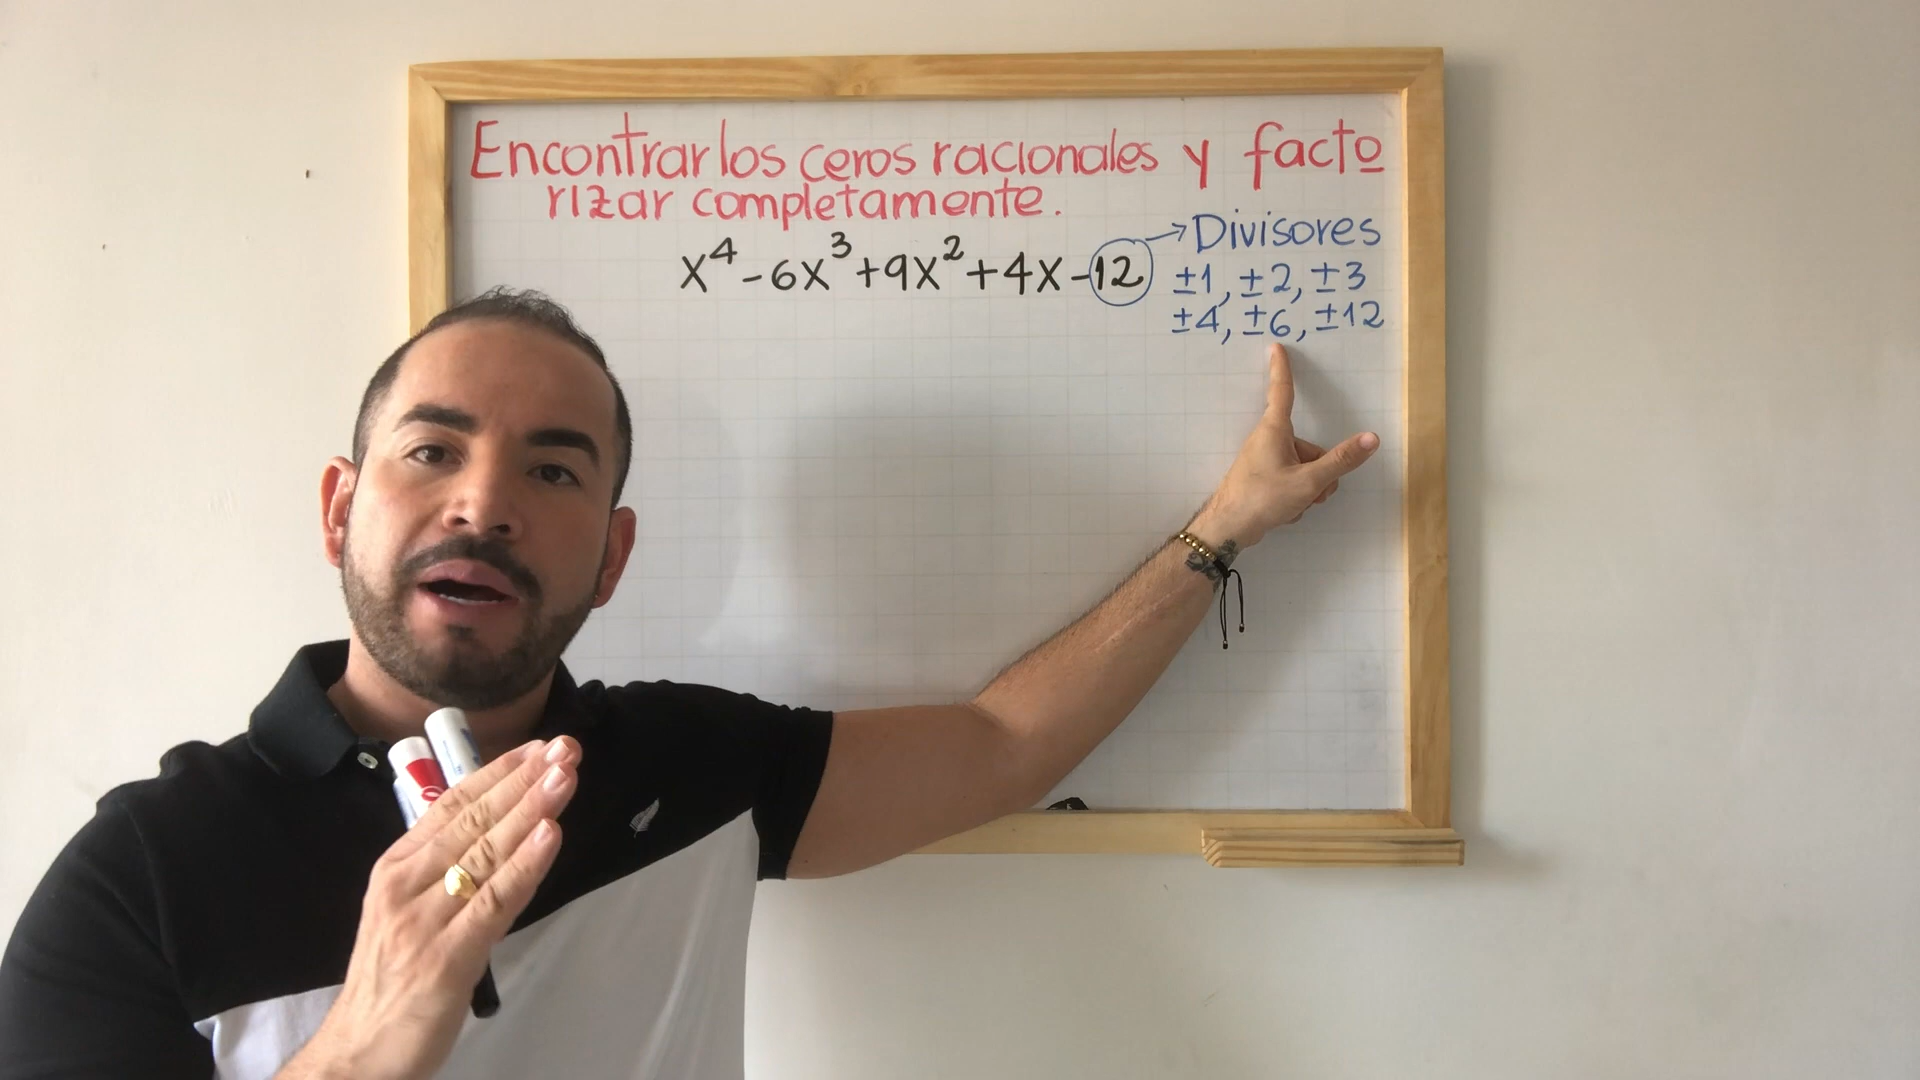 Encontrar los ceros racionales y facto
rizar completamente.
x⁴-6x³+9x²+4x-12 → Divisores
±1, ±2, ±3
±4, ±6, ±12